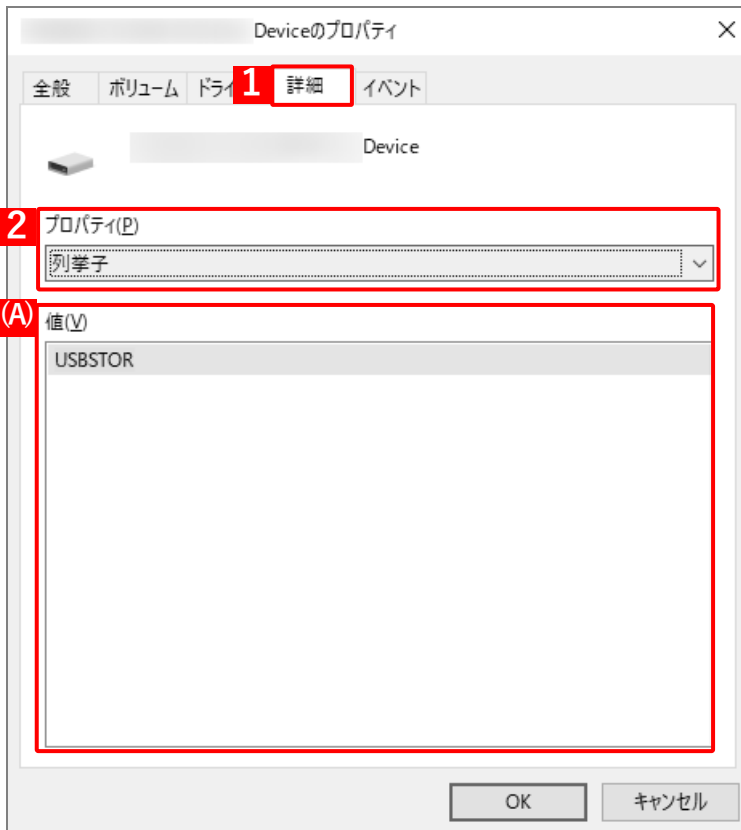 Deviceのプロパティ
全般 ボリューム ドライ 1 詳細 イベント
Device
2 プロパティ(P)
列挙子
(A) 値(V)
USBSTOR
OK キャンセル